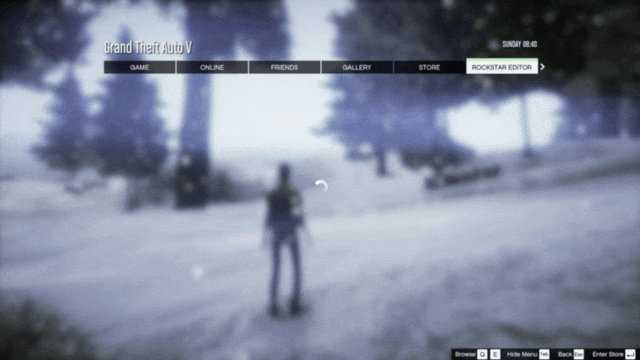 Grand Theft Auto V
SUNDAY 08:40
GAME ONLINE FRIENDS GALLERY STORE ROCKSTAR EDITOR
Browse Q E Hide Menu Tab Back Esc Enter Store